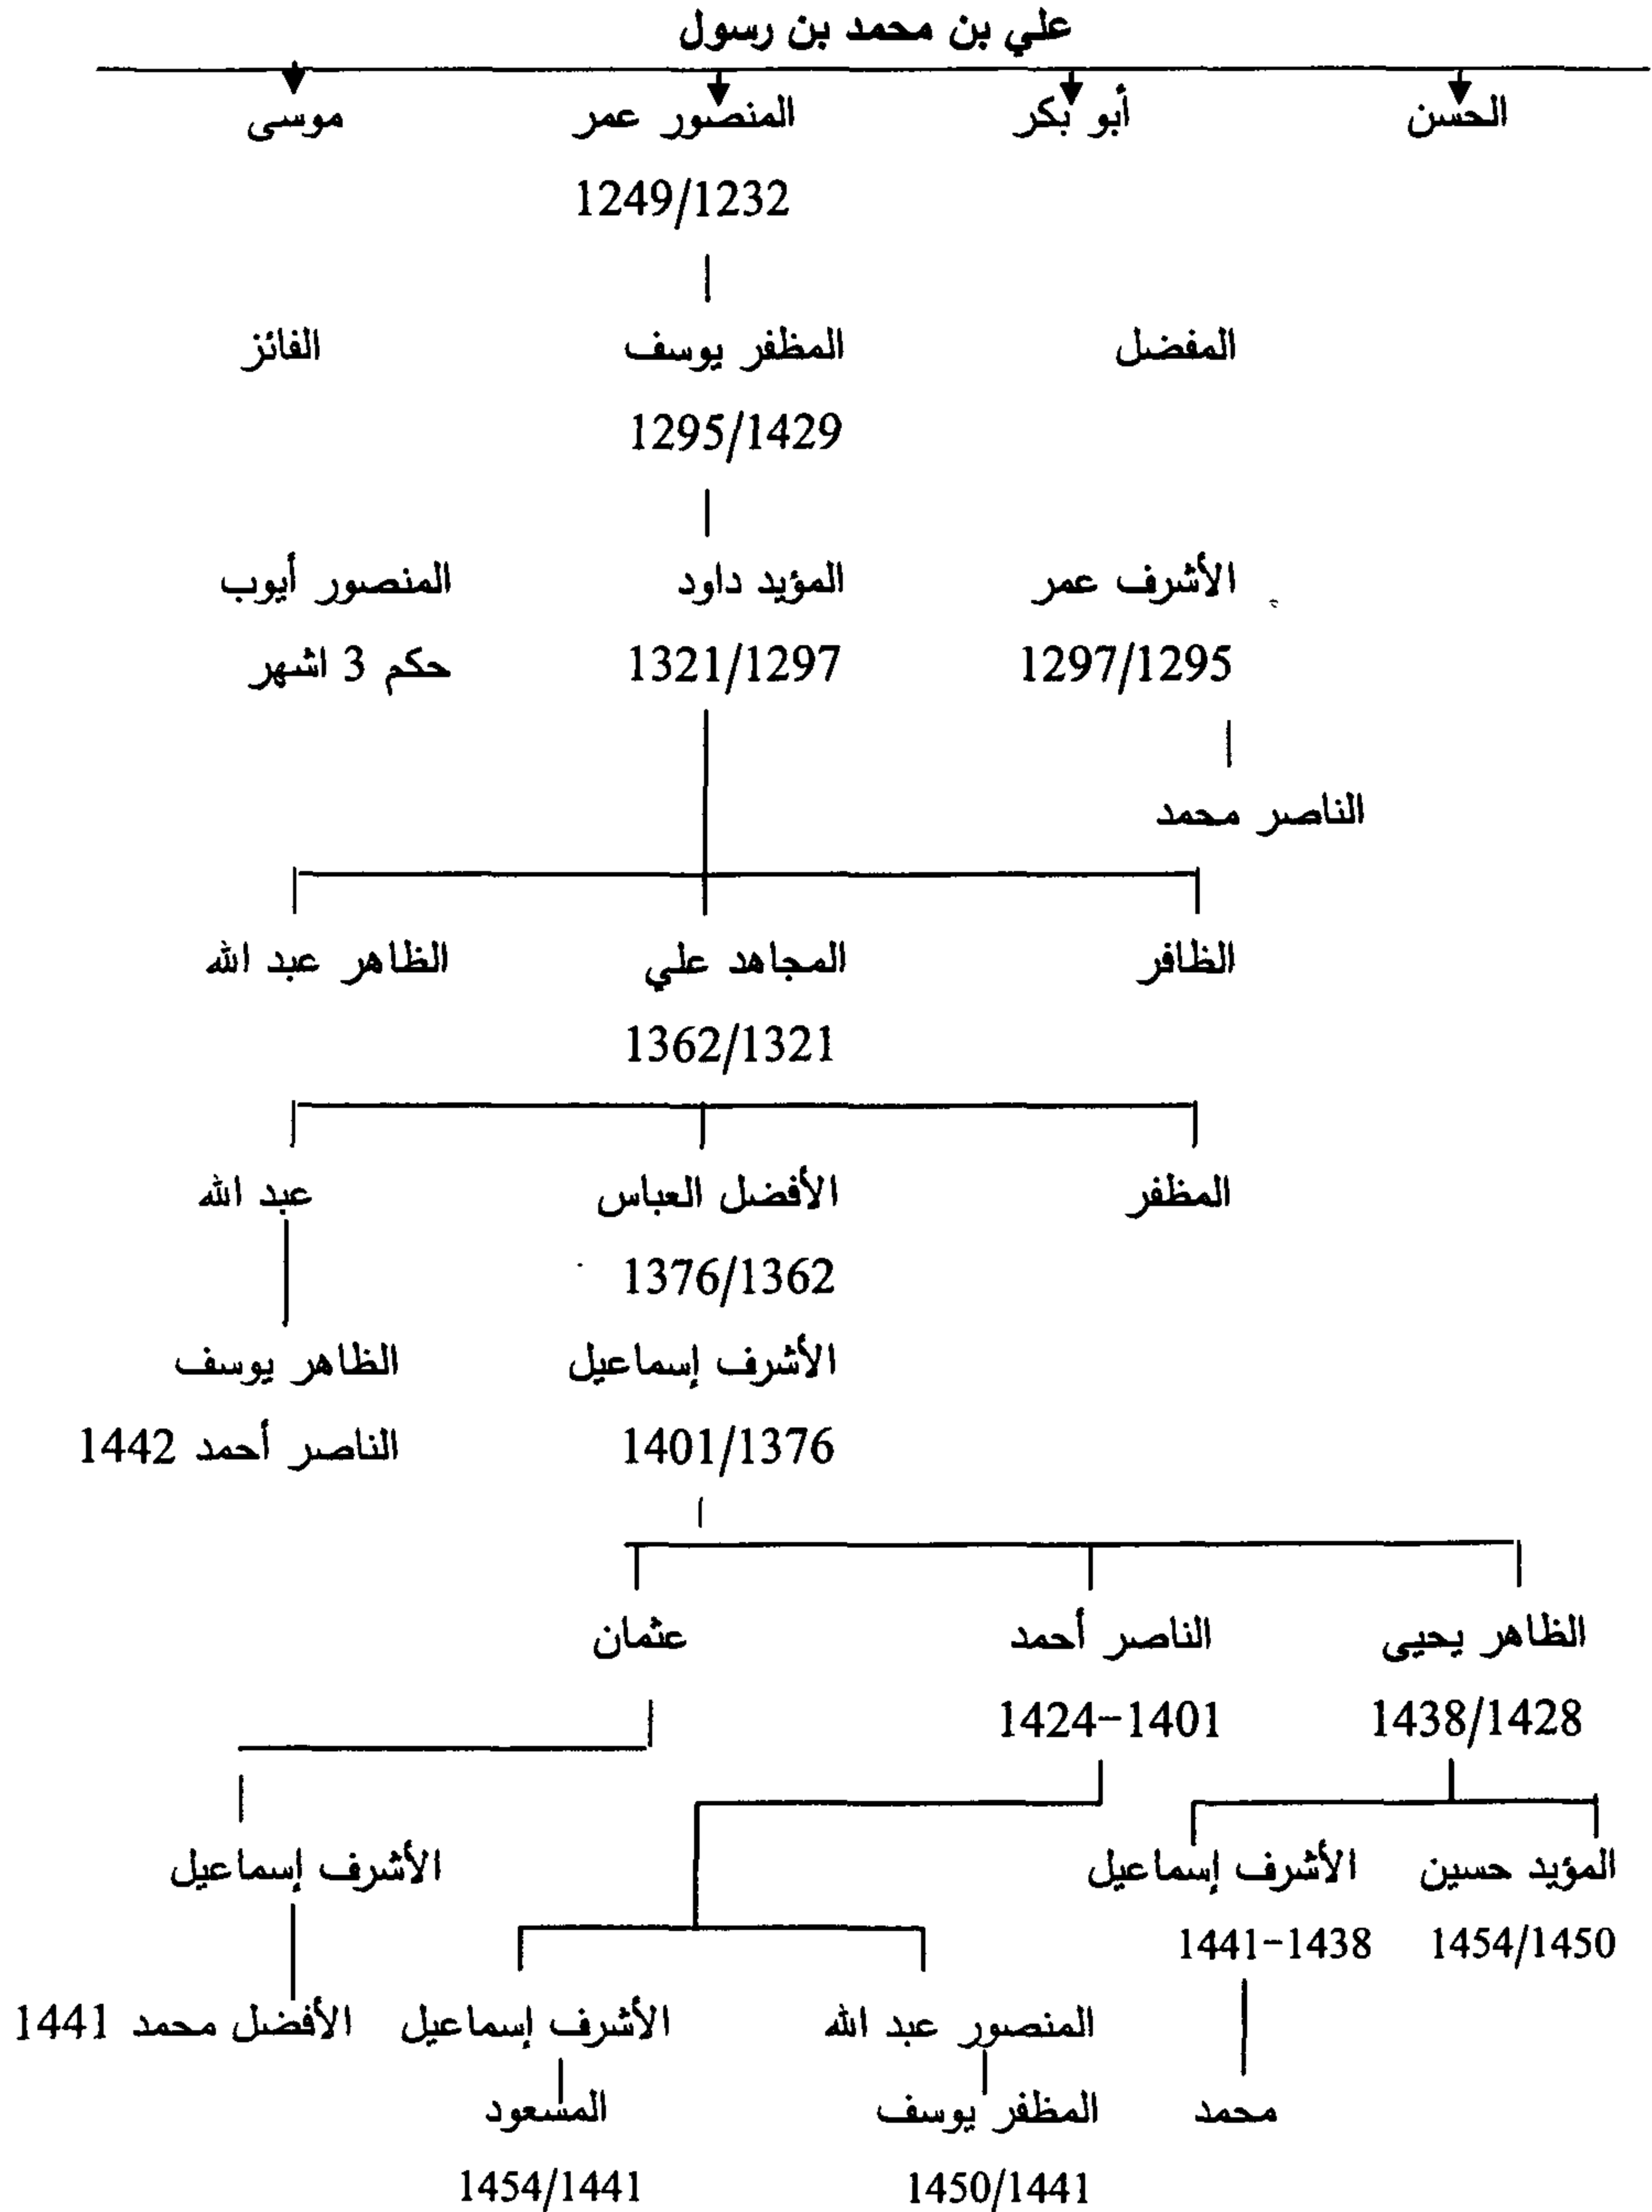 علي بن محمد بن رسول
الحسن أبو بكر المنصور عمر موسى
1249/1232
المفضل المظفر يوسف الفائز
1295/1429
الأشرف عمر المؤيد داود المنصور أيوب
1297/1295 1321/1297 حكم 3 اشهر
الناصر محمد
الظافر المجاهد علي الظاهر عبد الله
1362/1321
المظفر الأفضل العباس عبد الله
1376/1362
الأشرف إسماعيل الظاهر يوسف
1401/1376 الناصر أحمد 1442
الظاهر يحيى الناصر أحمد عثمان
1438/1428 1424-1401
المؤيد حسين الأشرف إسماعيل الأشرف إسماعيل
1454/1450 1441-1438
المنصور عبد الله الأشرف إسماعيل الأفضل محمد 1441
محمد المظفر يوسف المسعود
1450/1441 1454/1441